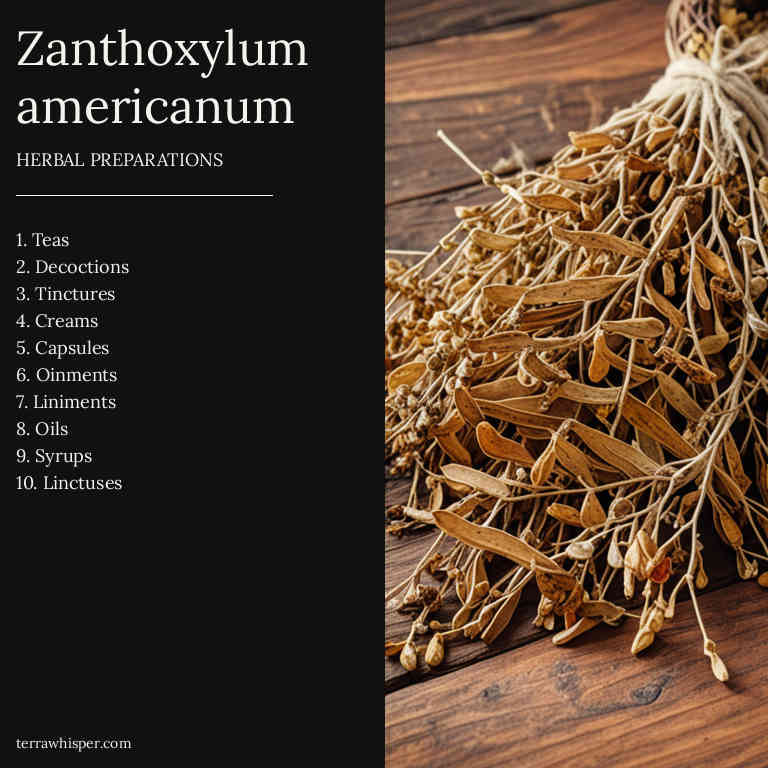 Zanthoxylum
americanum
HERBAL PREPARATIONS
1. Teas
2. Decoctions
3. Tinctures
4. Creams
5. Capsules
6. Oinments
7. Liniments
8. Oils
9. Syrups
10. Linctuses
terrawhisper.com